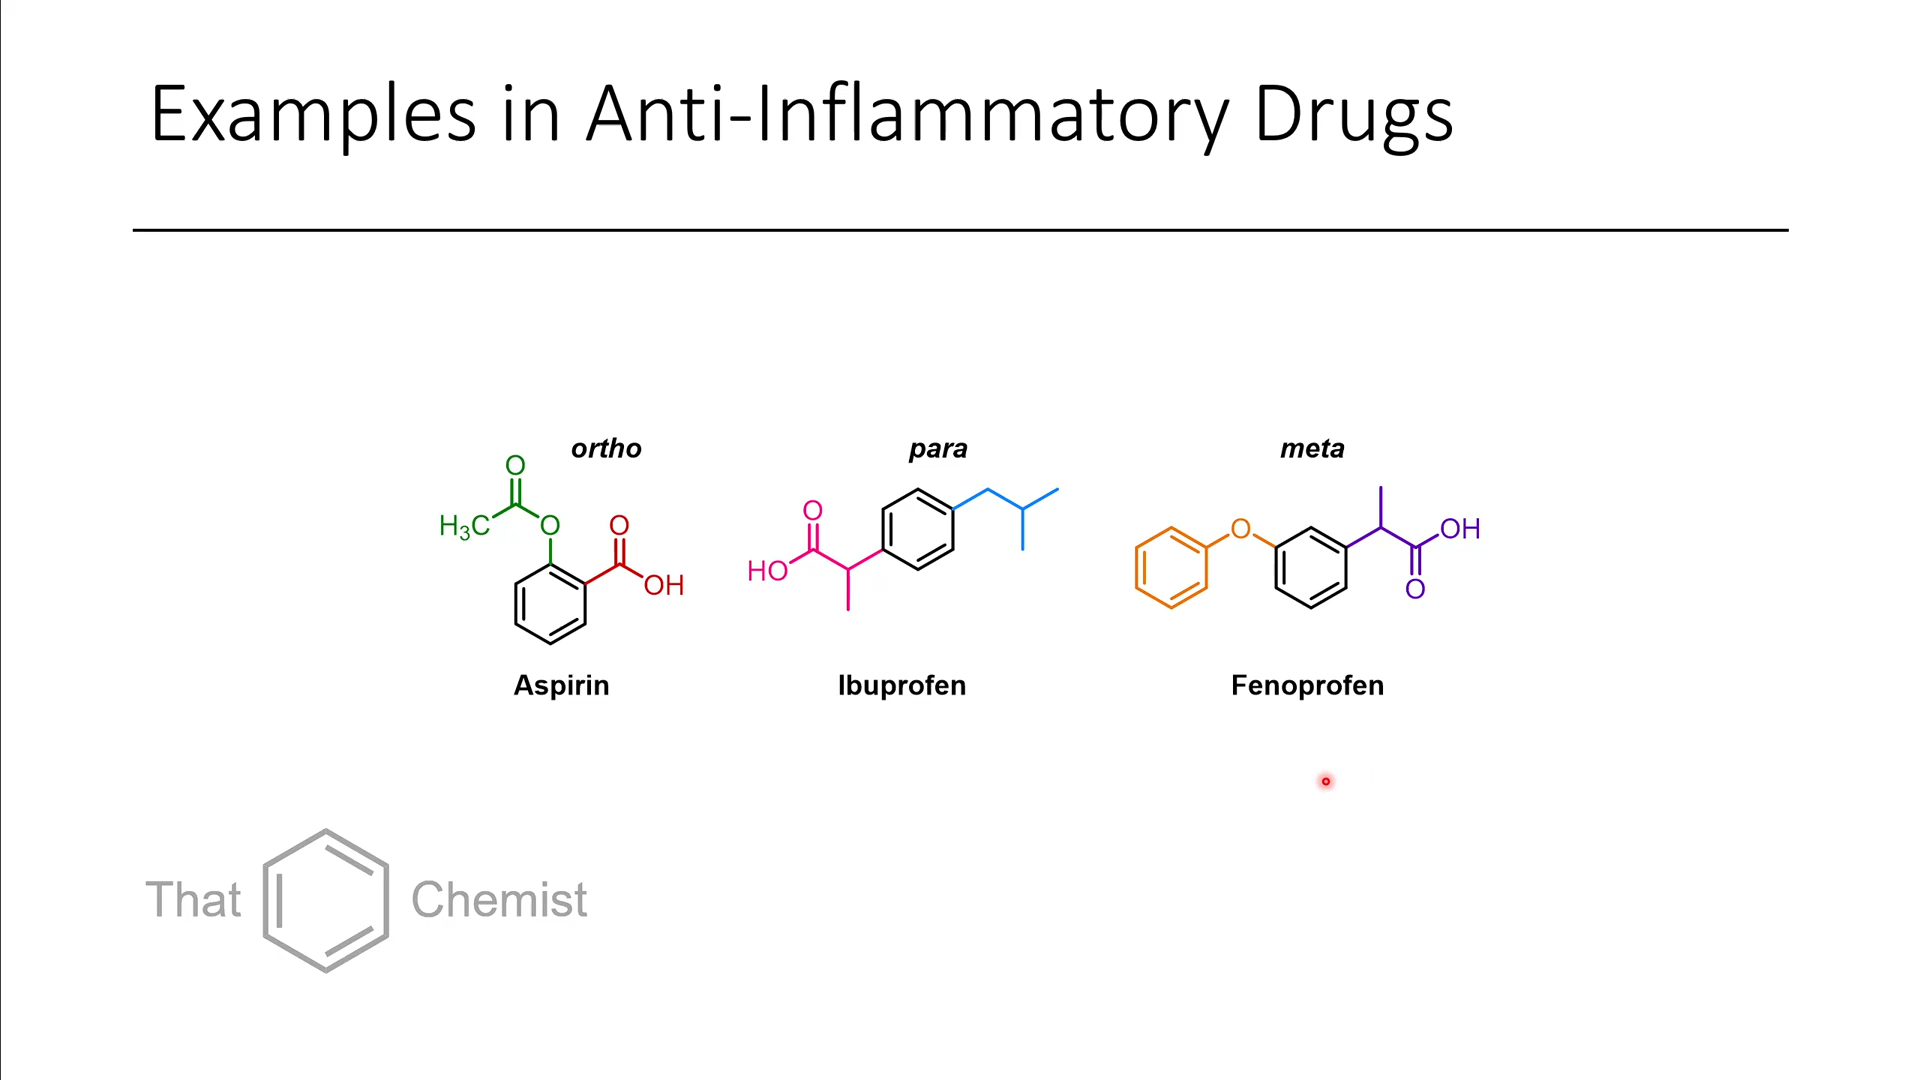 Examples in Anti-Inflammatory Drugs
ortho
para
meta
O
H₃C
O
O
OH
O
HO
O
OH
O
Aspirin
Ibuprofen
Fenoprofen
That Chemist